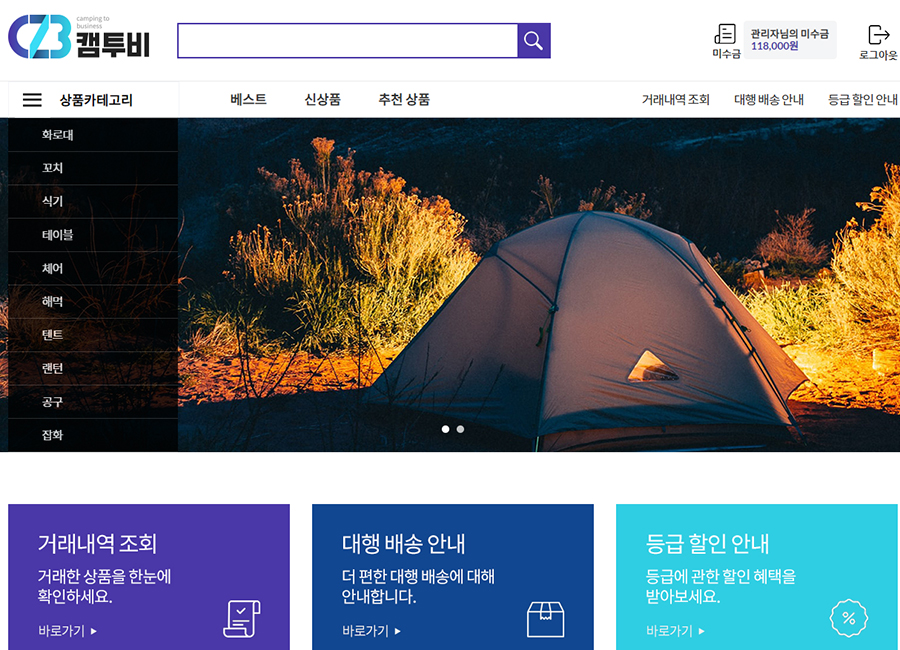 camping to
business
C2B 캠투비
미수금
관리자님의 미수금
118,000원
로그아웃
상품카테고리
베스트
신상품
추천 상품
거래내역 조회
대행 배송 안내
등급 할인 안내
화로대
꼬치
식기
테이블
체어
해먹
텐트
랜턴
공구
잡화
거래내역 조회
거래한 상품을 한눈에
확인하세요.
바로가기 ▶
대행 배송 안내
더 편한 대행 배송에 대해
안내합니다.
바로가기 ▶
등급 할인 안내
등급에 관한 할인 혜택을
받아보세요.
바로가기 ▶
%